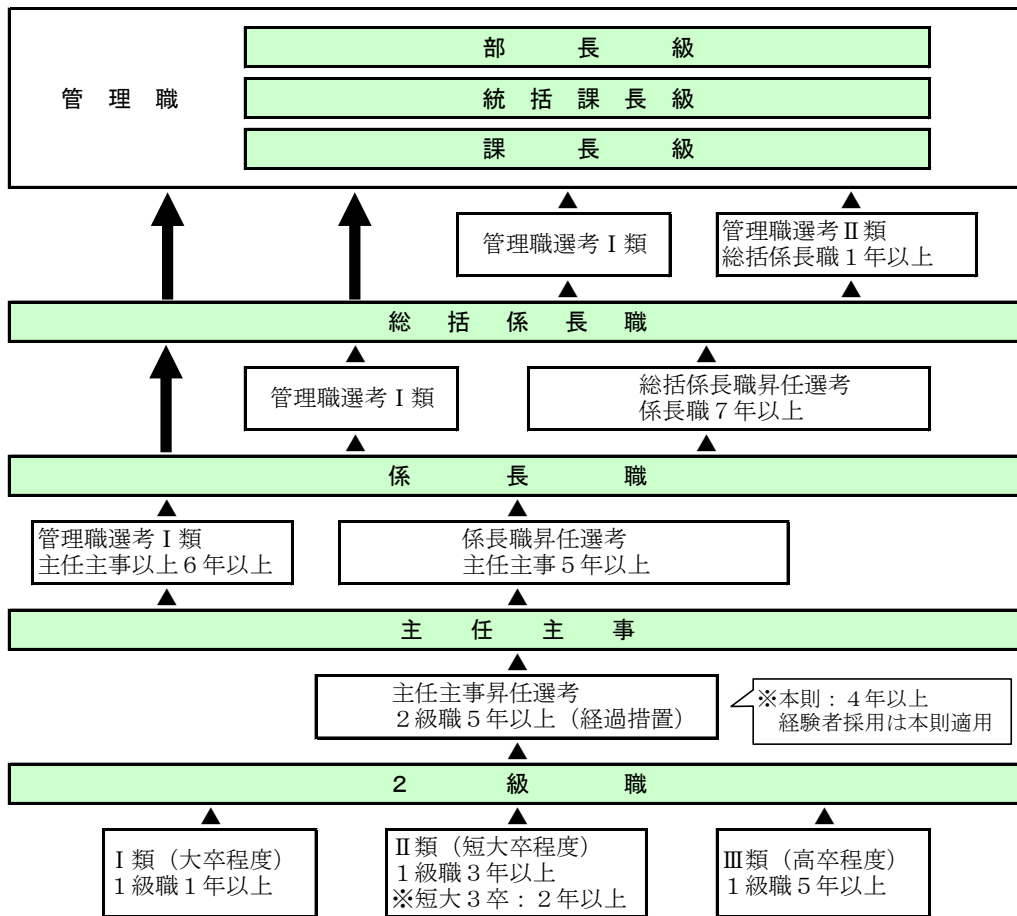 部長級
管理職
統括課長級
課長級
管理職選考Ⅰ類
管理職選考Ⅱ類
総括係長職1年以上
総括係長職
管理職選考Ⅰ類
総括係長職昇任選考
係長職7年以上
係長職
管理職選考Ⅰ類
主任主事以上6年以上
係長職昇任選考
主任主事5年以上
主任主事
主任主事昇任選考
2級職5年以上（経過措置）
※本則：4年以上
経験者採用は本則適用
2級職
Ⅰ類（大卒程度）
1級職1年以上
Ⅱ類（短大卒程度）
1級職3年以上
※短大3卒：2年以上
Ⅲ類（高卒程度）
1級職5年以上